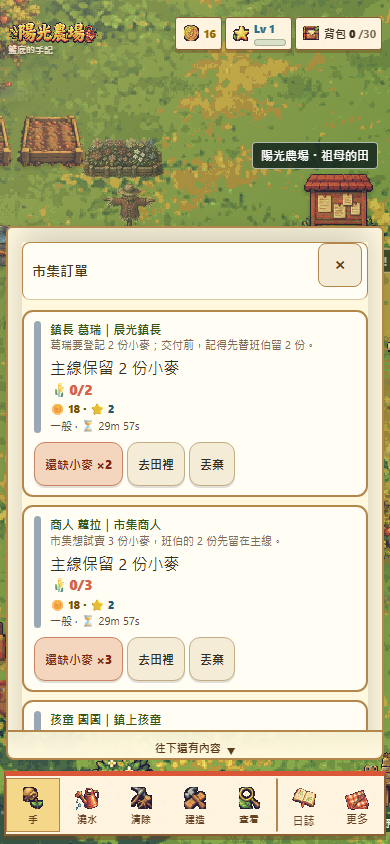 陽光農場
籃底的手記
16
Lv 1
背包 0 /30
陽光農場・祖母的田
市集訂單
×
鎮長 葛瑞 | 晨光鎮長
葛瑞要登記 2 份小麥；交付前，記得先替班伯留 2 份。
主線保留 2 份小麥
0/2
18 · 2
一般 · 29m 57s
還缺小麥 ×2
去田裡
丟棄
商人 蘿拉 | 市集商人
市集想試賣 3 份小麥，班伯的 2 份先留在主線。
主線保留 2 份小麥
0/3
18 · 2
一般 · 29m 57s
還缺小麥 ×3
去田裡
丟棄
孩童 圓圓 | 鎮上孩童
往下還有內容 ▼
手
澆水
清除
建造
查看
日誌
更多